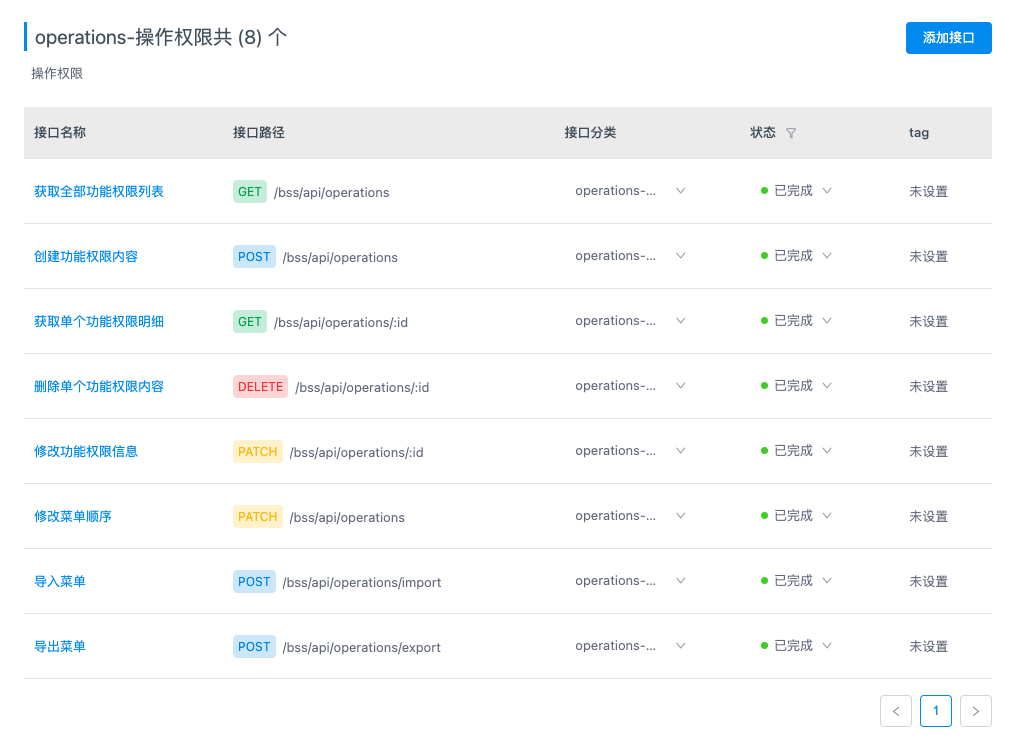 operations-操作权限共 (8) 个
添加接口
操作权限
接口名称 接口路径 接口分类 状态 tag
获取全部功能权限列表 GET /bss/api/operations operations-... 已完成 未设置
创建功能权限内容 POST /bss/api/operations operations-... 已完成 未设置
获取单个功能权限明细 GET /bss/api/operations/:id operations-... 已完成 未设置
删除单个功能权限内容 DELETE /bss/api/operations/:id operations-... 已完成 未设置
修改功能权限信息 PATCH /bss/api/operations/:id operations-... 已完成 未设置
修改菜单顺序 PATCH /bss/api/operations operations-... 已完成 未设置
导入菜单 POST /bss/api/operations/import operations-... 已完成 未设置
导出菜单 POST /bss/api/operations/export operations-... 已完成 未设置
1